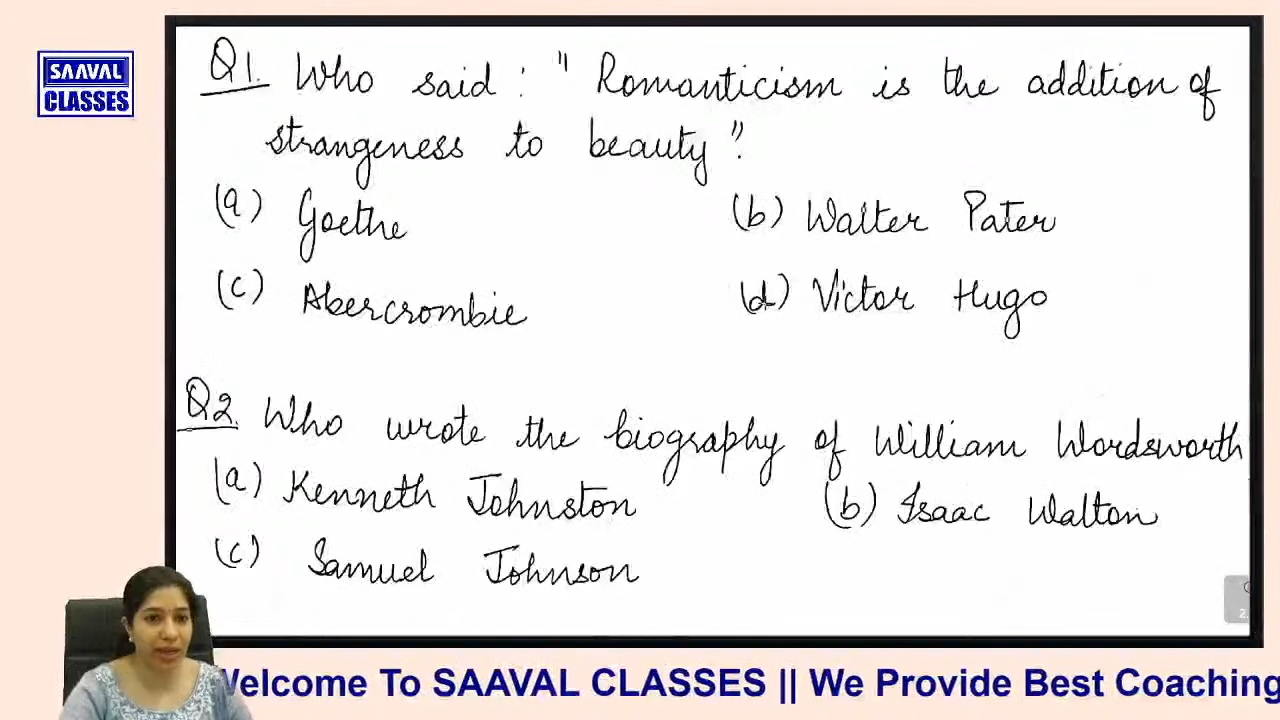 SAAVAL
CLASSES
Q1. Who said : " Romanticism is the addition of
strangeness to beauty"?
(a) Goethe (b) Walter Pater
(c) Abercrombie (d) Victor Hugo
Q2. Who wrote the biography of William Wordsworth
(a) Kenneth Johnston (b) Isaac Walton
(c) Samuel Johnson
Welcome To SAAVAL CLASSES || We Provide Best Coaching